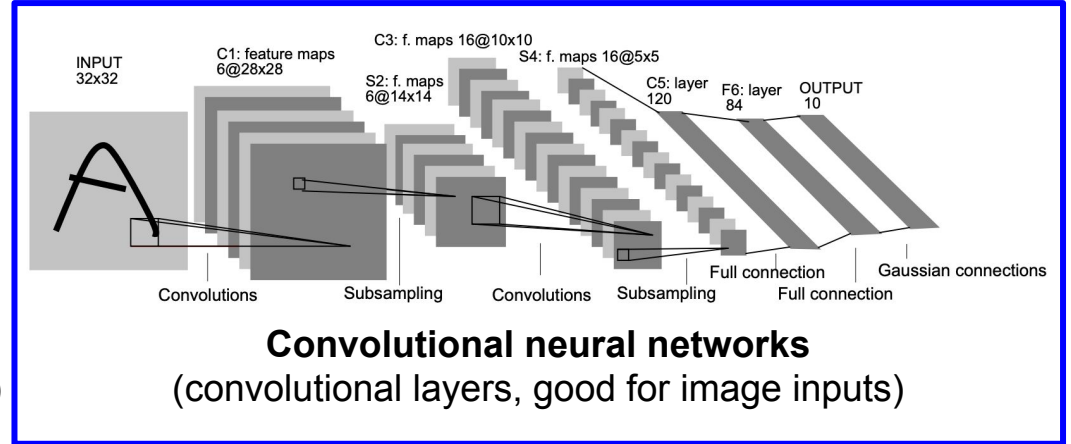 INPUT
32x32
C1: feature maps
6@28x28
S2: f. maps
6@14x14
C3: f. maps 16@10x10
S4: f. maps 16@5x5
C5: layer
120
F6: layer
84
OUTPUT
10
A
Convolutions
Subsampling
Convolutions
Subsampling
Full connection
Full connection
Gaussian connections
Convolutional neural networks
(convolutional layers, good for image inputs)
)